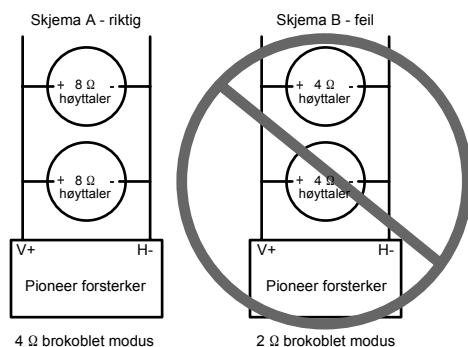 Skjema A - riktig
+ 8 Ω -
høyttaler
+ 8 Ω -
høyttaler
V+ H-
Pioneer forsterker
4 Ω brokoblet modus
Skjema B - feil
+ 4 Ω -
høyttaler
+ 4 Ω -
høyttaler
V+ H-
Pioneer forsterker
2 Ω brokoblet modus